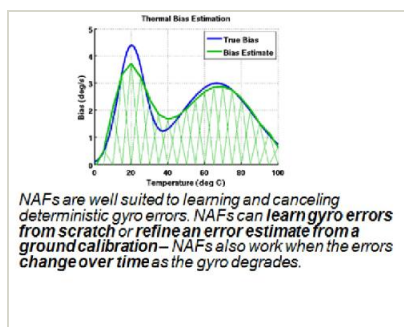 Thermal Bias Estimation
True Bias
Bias Estimate
Bias (deg/s)
5
4
3
2
1
0
0 20 40 60 80 100
Temperature (deg C)
NAFs are well suited to learning and canceling
deterministic gyro errors. NAFs can learn gyro errors
from scratch or refine an error estimate from a
ground calibration – NAFs also work when the errors
change over time as the gyro degrades.